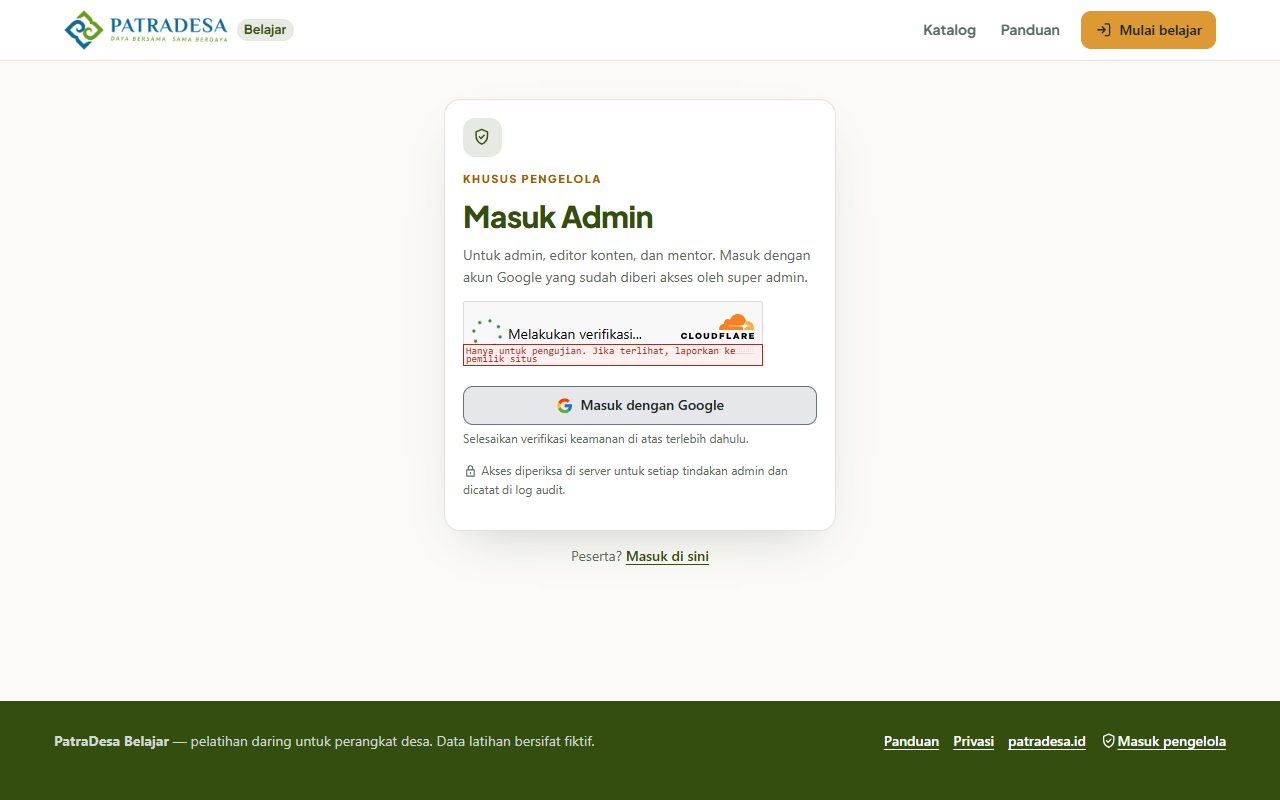 PATRADESA
DAYA BERSAMA SAMA BERDAYA
Belajar
Katalog
Panduan
Mulai belajar
KHUSUS PENGELOLA
Masuk Admin
Untuk admin, editor konten, dan mentor. Masuk dengan
akun Google yang sudah diberi akses oleh super admin.
Melakukan verifikasi...
CLOUDFLARE
Hanya untuk pengujian. Jika terlihat, laporkan ke
pemilik situs
Masuk dengan Google
Selesaikan verifikasi keamanan di atas terlebih dahulu.
Akses diperiksa di server untuk setiap tindakan admin dan
dicatat di log audit.
Peserta? Masuk di sini
PatraDesa Belajar — pelatihan daring untuk perangkat desa. Data latihan bersifat fiktif.
Panduan Privasi patradesa.id Masuk pengelola